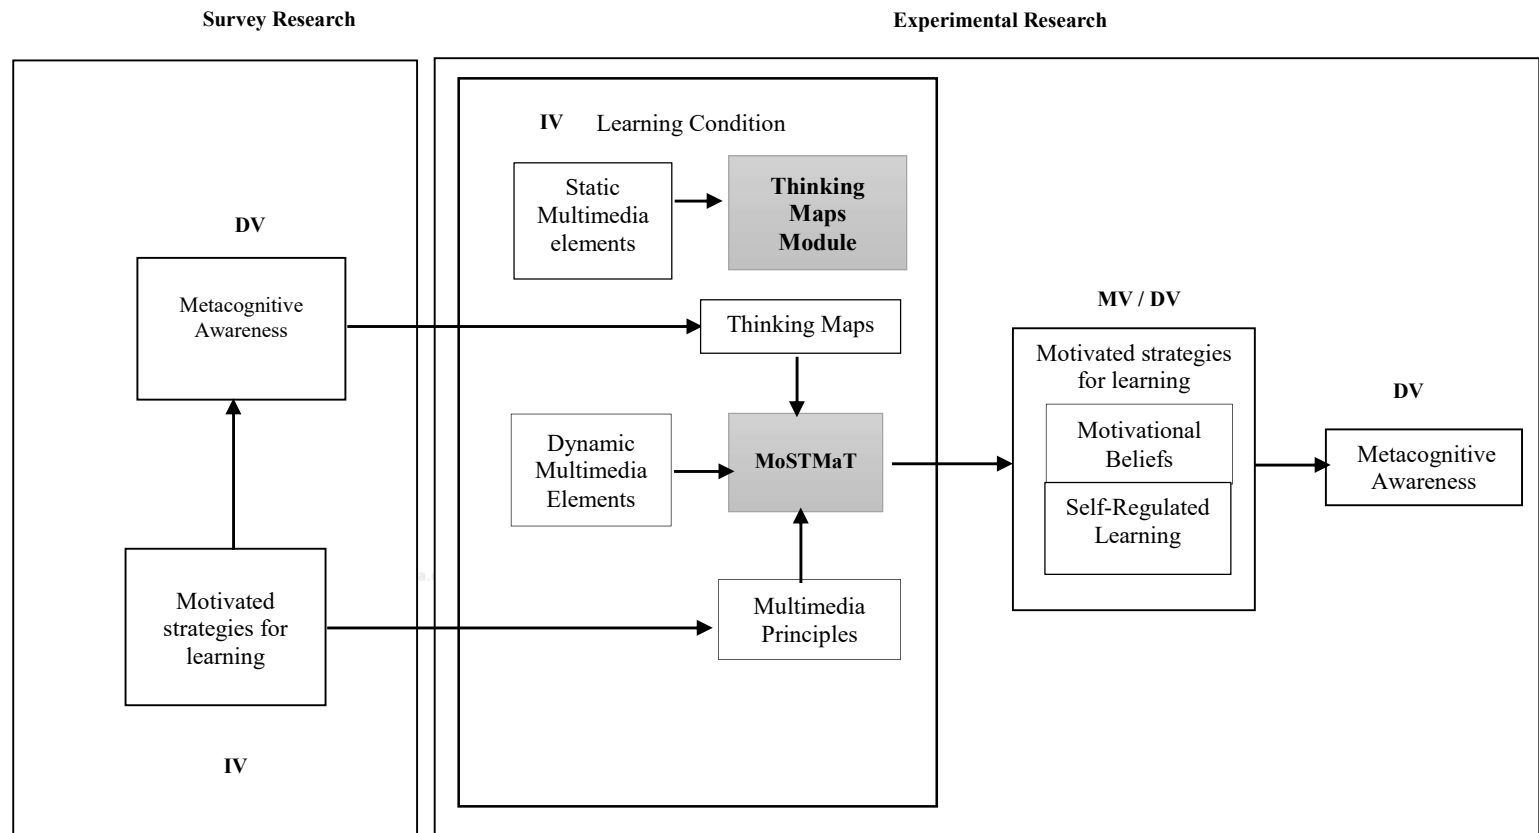 Survey Research
Experimental Research
DV
Metacognitive
Awareness
Motivated
strategies for
learning
IV
IV Learning Condition
Static
Multimedia
elements
Thinking
Maps
Module
Thinking Maps
Dynamic
Multimedia
Elements
MoSTMaT
Multimedia
Principles
MV / DV
Motivated strategies
for learning
Motivational
Beliefs
Self-Regulated
Learning
DV
Metacognitive
Awareness